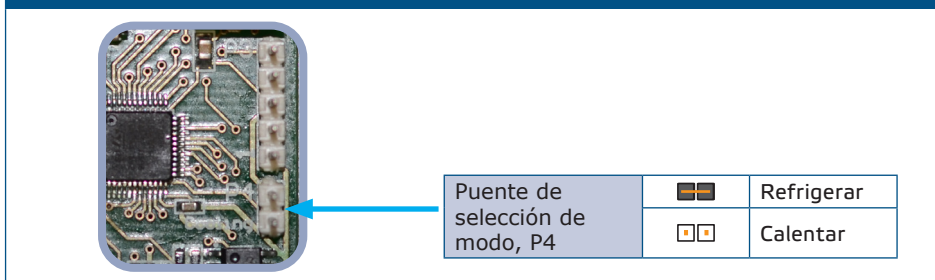 Puente de
selección de
modo, P4
Refrigerar
Calentar